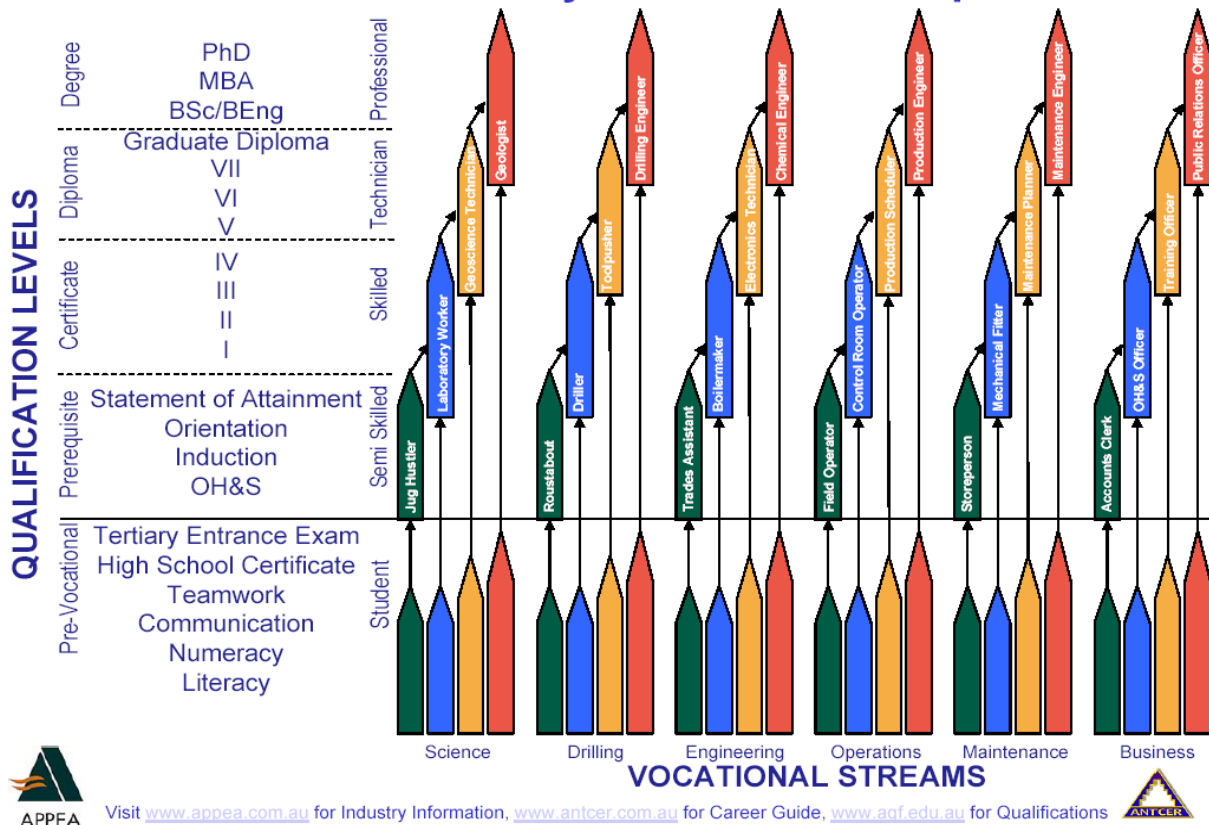 QUALIFICATION LEVELS
Degree
PhD
MBA
BSc/BEng
Professional
Diploma
Graduate Diploma
VII
VI
V
Technician
Certificate
IV
III
II
I
Skilled
Prerequisite
Statement of Attainment
Orientation
Induction
OH&S
Semi Skilled
Pre-Vocational
Tertiary Entrance Exam
High School Certificate
Teamwork
Communication
Numeracy
Literacy
Student
Jug Hustler
Laboratory Worker
Geoscience Technician
Geologist
Roustabout
Driller
Toolpusher
Drilling Engineer
Trades Assistant
Boilermaker
Electronics Technician
Chemical Engineer
Field Operator
Control Room Operator
Production Scheduler
Production Engineer
Storeperson
Mechanical Fitter
Maintenance Planner
Maintenance Engineer
Accounts Clerk
OH&S Officer
Training Officer
Public Relations Officer
Science
Drilling
Engineering
Operations
Maintenance
Business
VOCATIONAL STREAMS
APPEA
Visit www.appea.com.au for Industry Information, www.antcer.com.au for Career Guide, www.aqf.edu.au for Qualifications
ANTCER